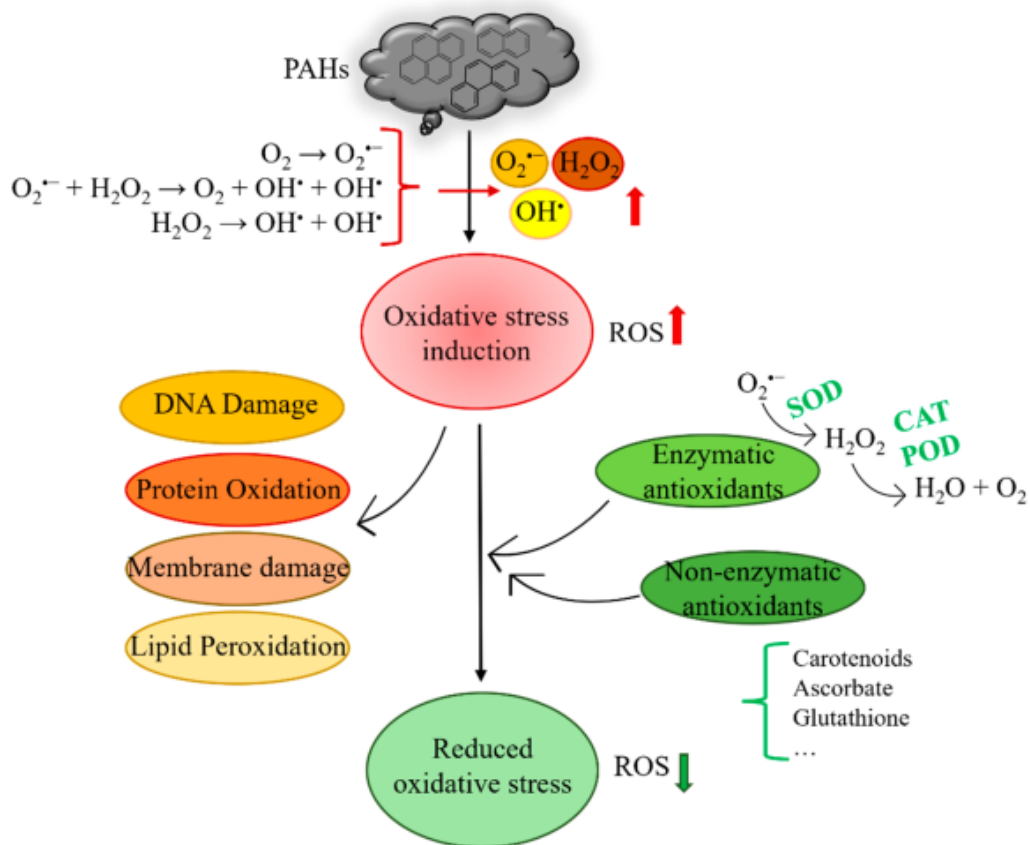 PAHs
O₂ → O₂•−
O₂•− + H₂O₂ → O₂ + OH• + OH•
H₂O₂ → OH• + OH•
O₂•−
H₂O₂
OH•
Oxidative stress
induction
ROS
DNA Damage
Protein Oxidation
Membrane damage
Lipid Peroxidation
O₂•−
SOD
H₂O₂
CAT
POD
H₂O + O₂
Enzymatic
antioxidants
Non-enzymatic
antioxidants
Carotenoids
Ascorbate
Glutathione
...
Reduced
oxidative stress
ROS